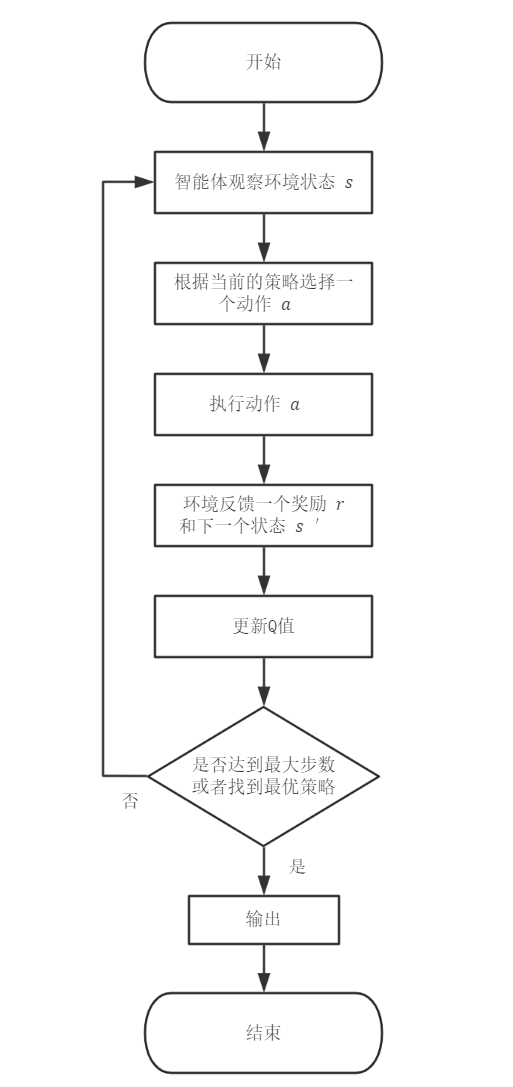 开始
智能体观察环境状态 s
根据当前的策略选择一
个动作 a
执行动作 a
环境反馈一个奖励 r
和下一个状态 s ′
更新Q值
是否达到最大步数
或者找到最优策略
否
是
输出
结束